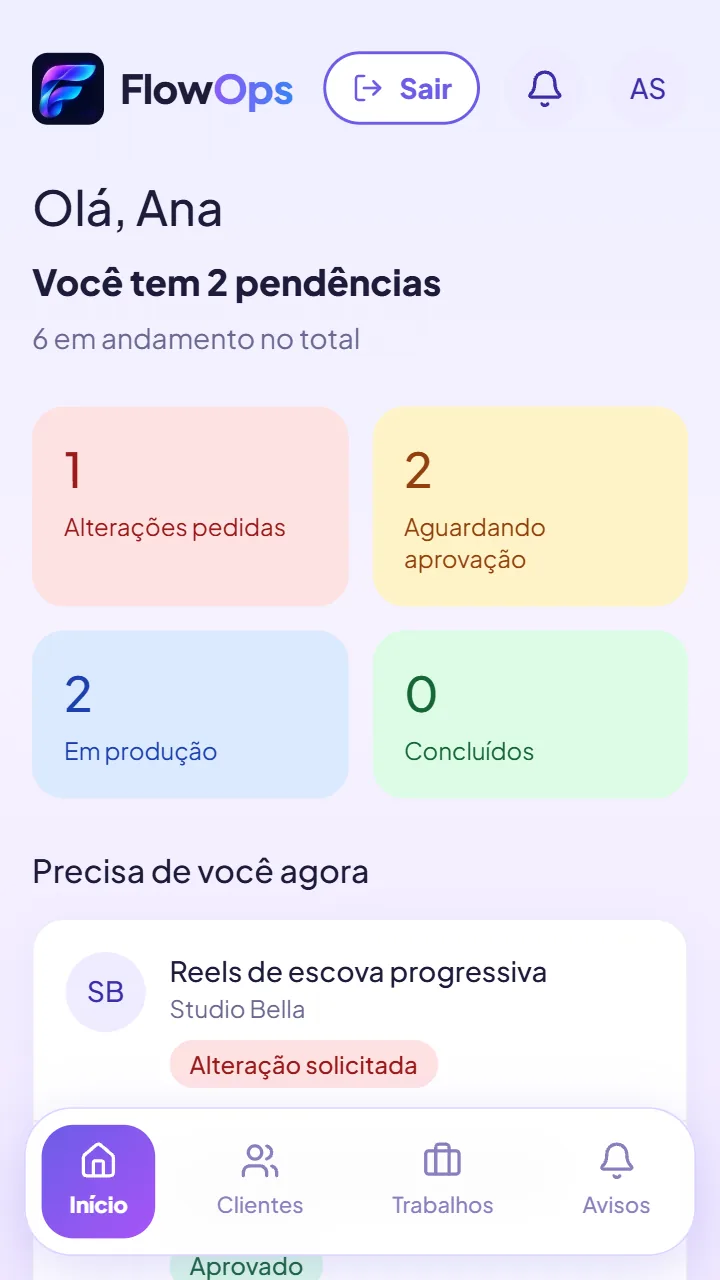 FlowOps
Sair
AS
Olá, Ana
Você tem 2 pendências
6 em andamento no total
1
Alterações pedidas
2
Aguardando
aprovação
2
Em produção
0
Concluídos
Precisa de você agora
SB
Reels de escova progressiva
Studio Bella
Alteração solicitada
Início
Clientes
Trabalhos
Avisos
Aprovado